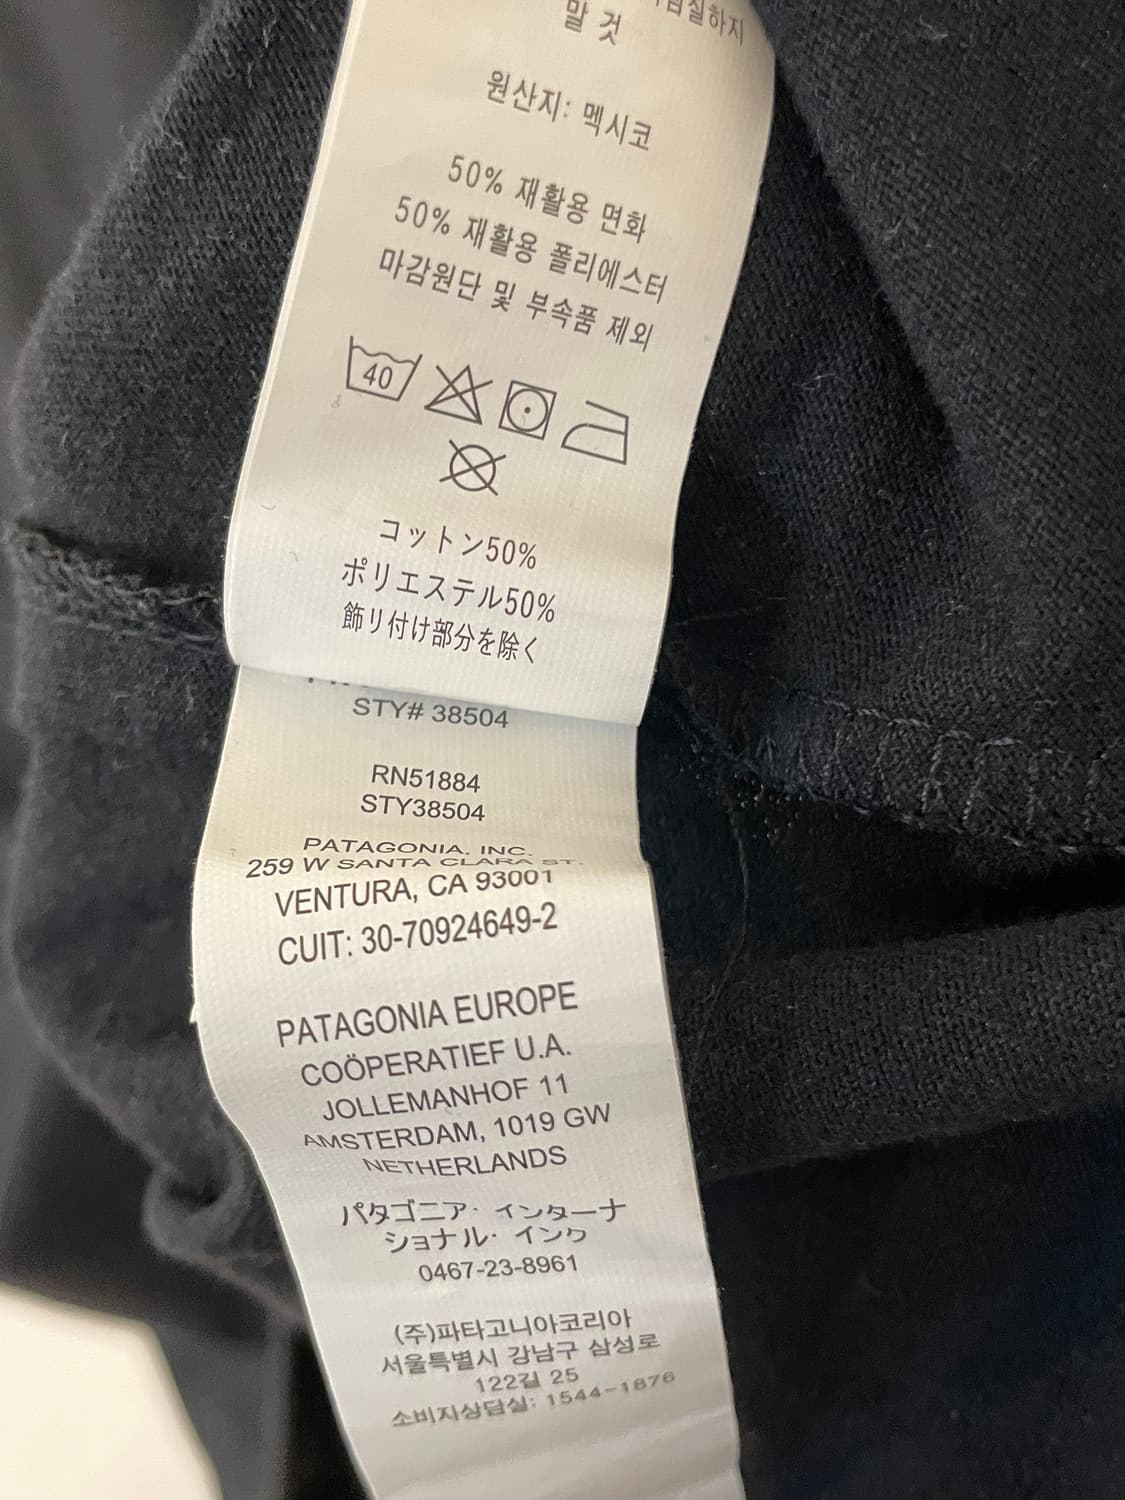 말 것
원산지: 멕시코
50% 재활용 면화
50% 재활용 폴리에스터
마감원단 및 부속품 제외
40
コットン50%
ポリエステル50%
飾り付け部分を除く
STY# 38504
RN51884
STY38504
PATAGONIA, INC.
259 W SANTA CLARA ST.
VENTURA, CA 93001
CUIT: 30-70924649-2
PATAGONIA EUROPE
COÖPERATIEF U.A.
JOLLEMANHOF 11
AMSTERDAM, 1019 GW
NETHERLANDS
パタゴニア・インターナ
ショナル・インク
0467-23-8961
(주)파타고니아코리아
서울특별시 강남구 삼성로
122길 25
소비자상담실: 1544-1876